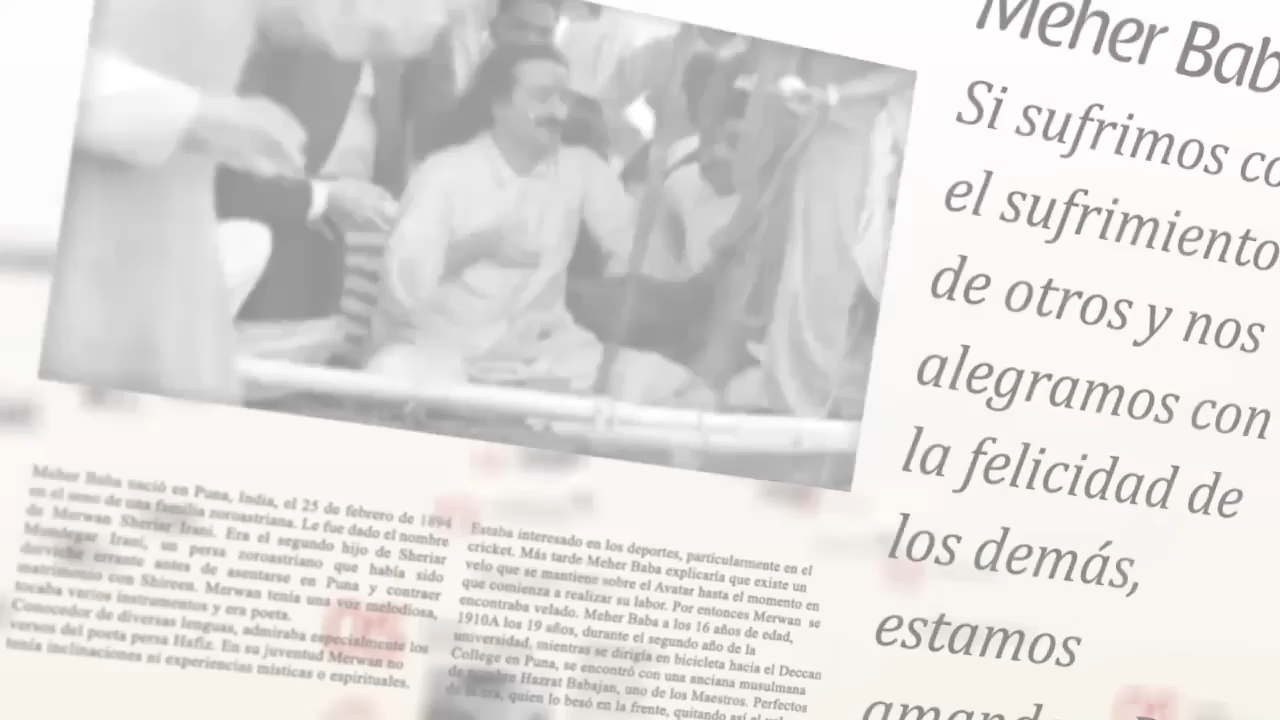 Meher Bab
Si sufrimos co
el sufrimiento
de otros y nos
alegramos con
la felicidad de
los demás,
estamos
Meher Baba nació en Puna, India, el 25 de febrero de 1894
en el seno de una familia zoroastriana. Le fue dado el nombre
de Merwan Sheriar Irani. Era el segundo hijo de Sheriar
Mundegar Irani, un persa zoroastriano que había sido
derviche errante antes de asentarse en Puna y contraer
matrimonio con Shireen. Merwan tenía una voz melodiosa,
tocaba varios instrumentos y era poeta.
Conocedor de diversas lenguas, admiraba especialmente los
versos del poeta persa Hafiz. En su juventud Merwan no
tenía inclinaciones ni experiencias místicas o espirituales.
Estaba interesado en los deportes, particularmente en el
cricket. Más tarde Meher Baba explicaría que existe un
velo que se mantiene sobre el Avatar hasta el momento en
que comienza a realizar su labor. Por entonces Merwan se
encontraba velado. Meher Baba a los 16 años de edad,
1910A los 19 años, durante el segundo año de la
universidad, mientras se dirigía en bicicleta hacia el Deccan
College en Puna, se encontró con una anciana musulmana
de nombre Hazrat Babajan, uno de los Maestros. Perfectos
de la era, quien lo besó en la frente, quitando así el